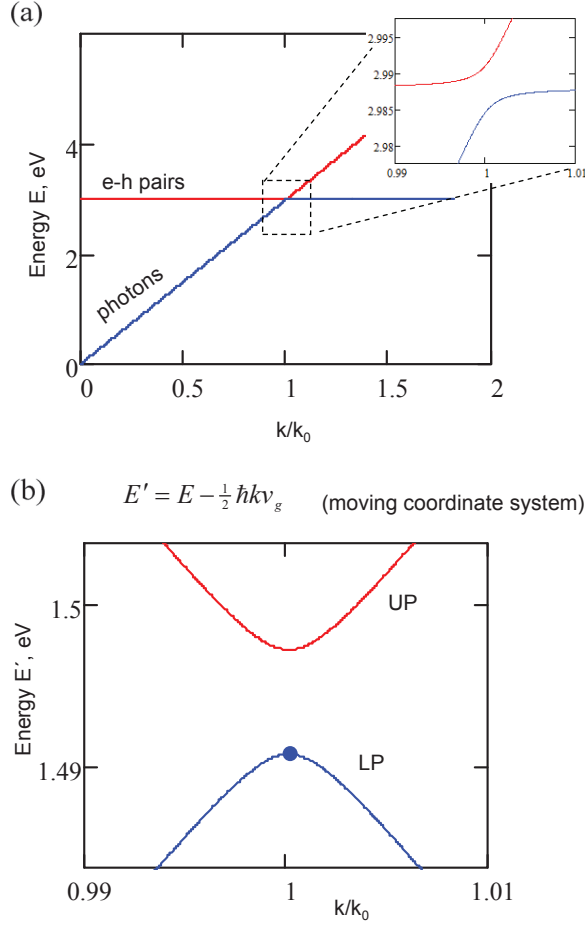 (a)
2.995
2.99
2.985
2.98
0.99
1
1.01
Energy E, eV
4
2
0
e-h pairs
photons
0
0.5
1
1.5
2
k/k₀
(b) E′ = E − ½ ℏkv_g (moving coordinate system)
Energy E′, eV
1.5
1.49
UP
LP
0.99
1
1.01
k/k₀